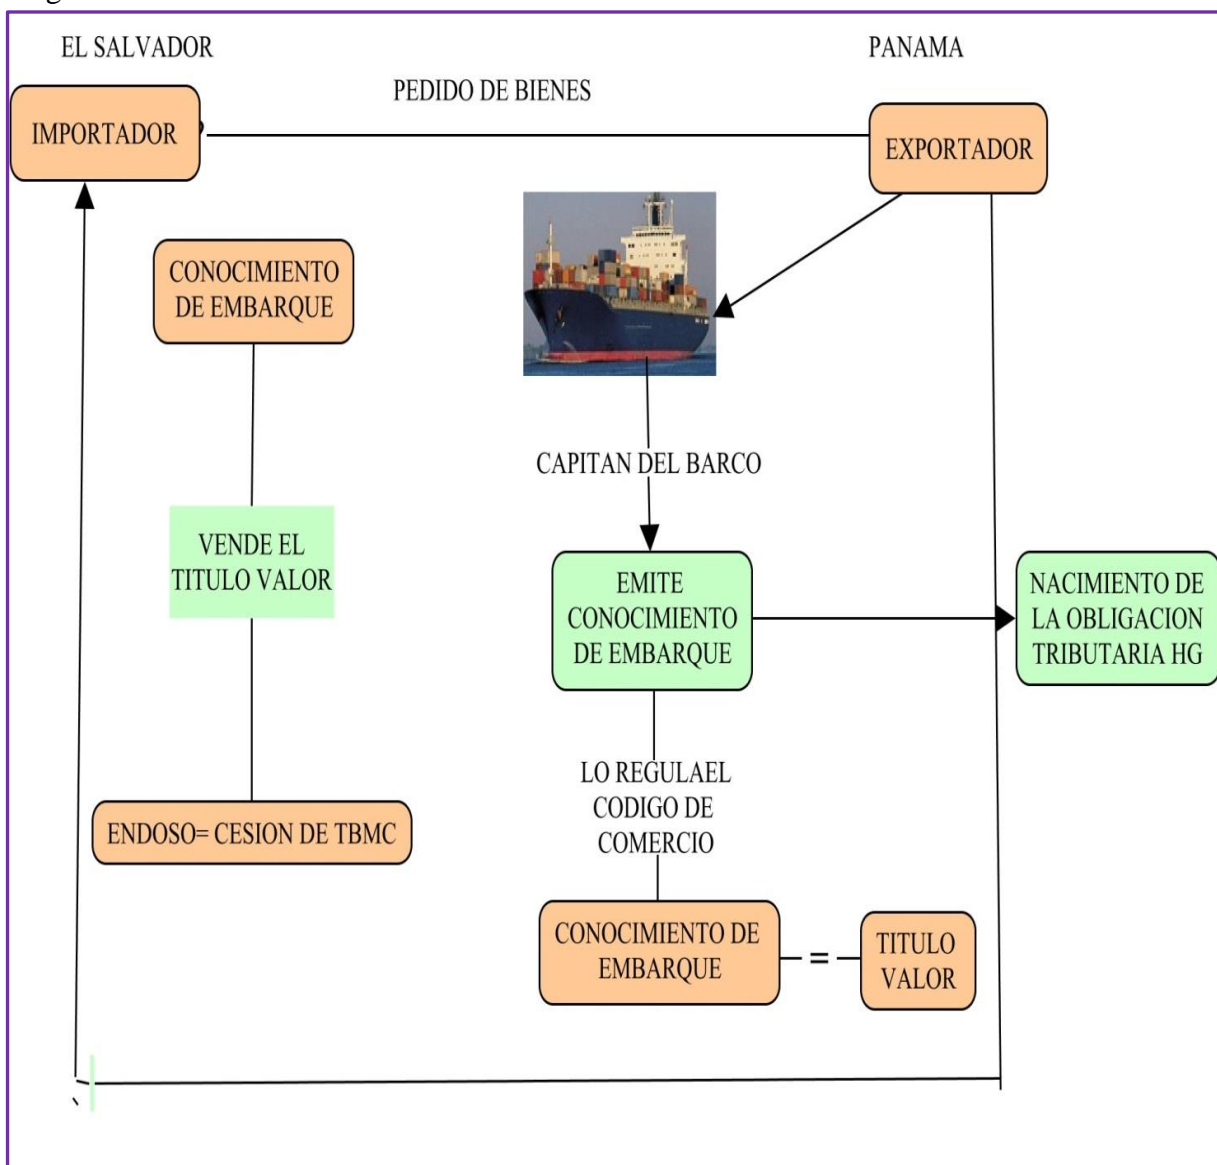 EL SALVADOR
PANAMA
PEDIDO DE BIENES
IMPORTADOR
EXPORTADOR
CONOCIMIENTO
DE EMBARQUE
CAPITAN DEL BARCO
VENDE EL
TITULO VALOR
EMITE
CONOCIMIENTO
DE EMBARQUE
NACIMIENTO DE
LA OBLIGACION
TRIBUTARIA HG
LO REGULAEL
CODIGO DE
COMERCIO
ENDOSO= CESION DE TBMC
CONOCIMIENTO DE
EMBARQUE
=
TITULO
VALOR